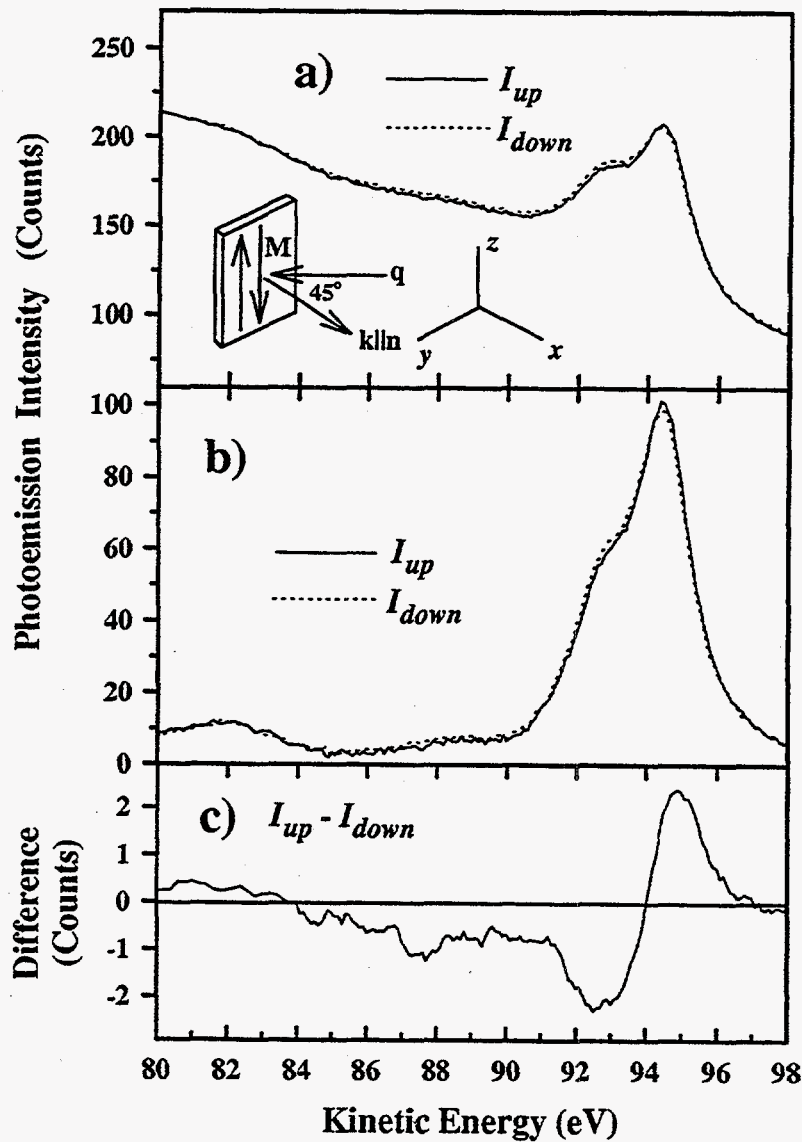 Photoemission Intensity (Counts)
250
200
150
100
a)
I_up
I_down
M
q
45°
k||n
z
y
x
100
80
60
40
20
0
b)
I_up
I_down
Difference
(Counts)
2
1
0
-1
-2
c) I_up - I_down
80 82 84 86 88 90 92 94 96 98
Kinetic Energy (eV)